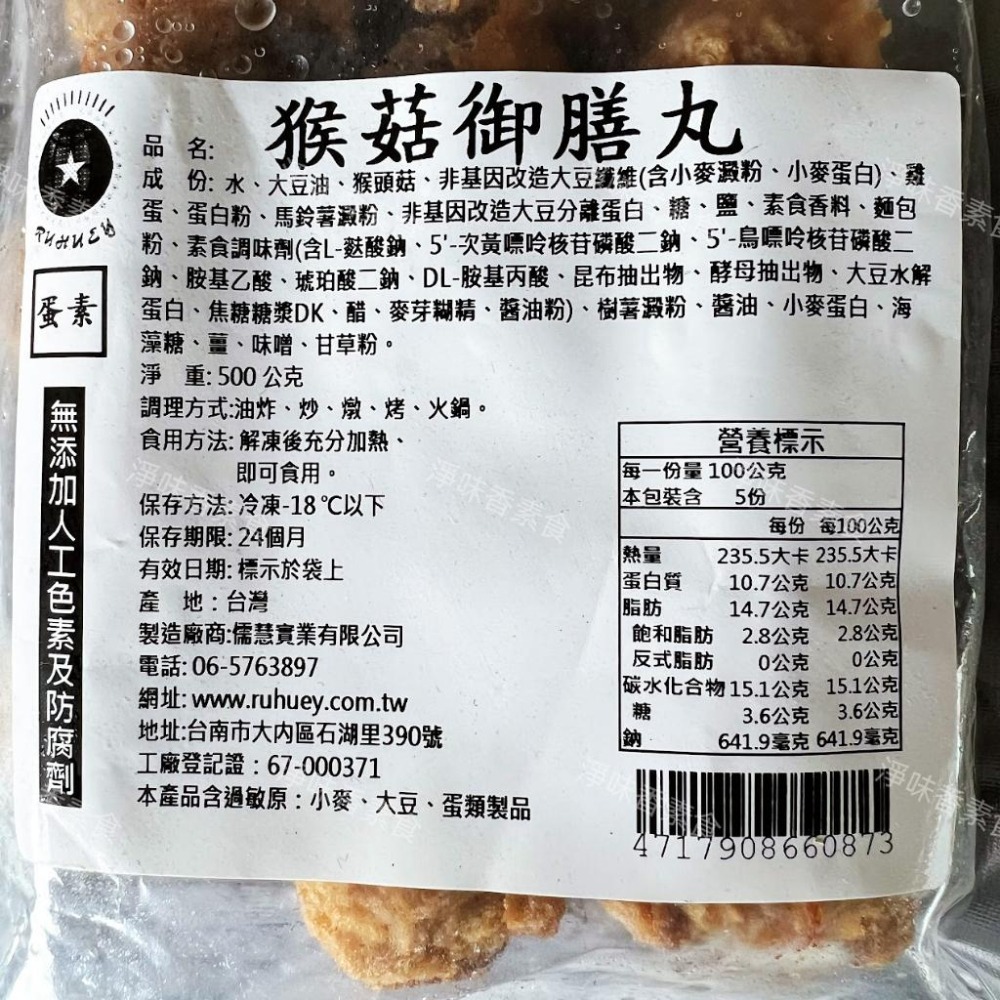 猴菇御膳丸
品 名:
成 份: 水、大豆油、猴頭菇、非基因改造大豆纖維(含小麥澱粉、小麥蛋白)、雞
蛋、蛋白粉、馬鈴薯澱粉、非基因改造大豆分離蛋白、糖、鹽、素食香料、麵包
粉、素食調味劑(含L-麩酸鈉、5'-次黃嘌呤核苷磷酸二鈉、5'-鳥嘌呤核苷磷酸二
鈉、胺基乙酸、琥珀酸二鈉、DL-胺基丙酸、昆布抽出物、酵母抽出物、大豆水解
蛋白、焦糖糖漿DK、醋、麥芽糊精、醬油粉)、樹薯澱粉、醬油、小麥蛋白、海
藻糖、薑、味噌、甘草粉。
淨 重: 500 公克
調理方式:油炸、炒、燉、烤、火鍋。
食用方法: 解凍後充分加熱、
即可食用。
保存方法: 冷凍-18 ℃以下
保存期限: 24個月
有效日期: 標示於袋上
產 地：台灣
製造廠商:儒慧實業有限公司
電話: 06-5763897
網址: www.ruhuey.com.tw
地址:台南市大內區石湖里390號
工廠登記證：67-000371
本產品含過敏原：小麥、大豆、蛋類製品
RUHUEY
蛋素
無添加人工色素及防腐劑
營養標示
每一份量 100公克
本包裝含 5份
每份 每100公克
熱量 235.5大卡 235.5大卡
蛋白質 10.7公克 10.7公克
脂肪 14.7公克 14.7公克
飽和脂肪 2.8公克 2.8公克
反式脂肪 0公克 0公克
碳水化合物 15.1公克 15.1公克
糖 3.6公克 3.6公克
鈉 641.9毫克 641.9毫克
4717908660873
淨味香素食